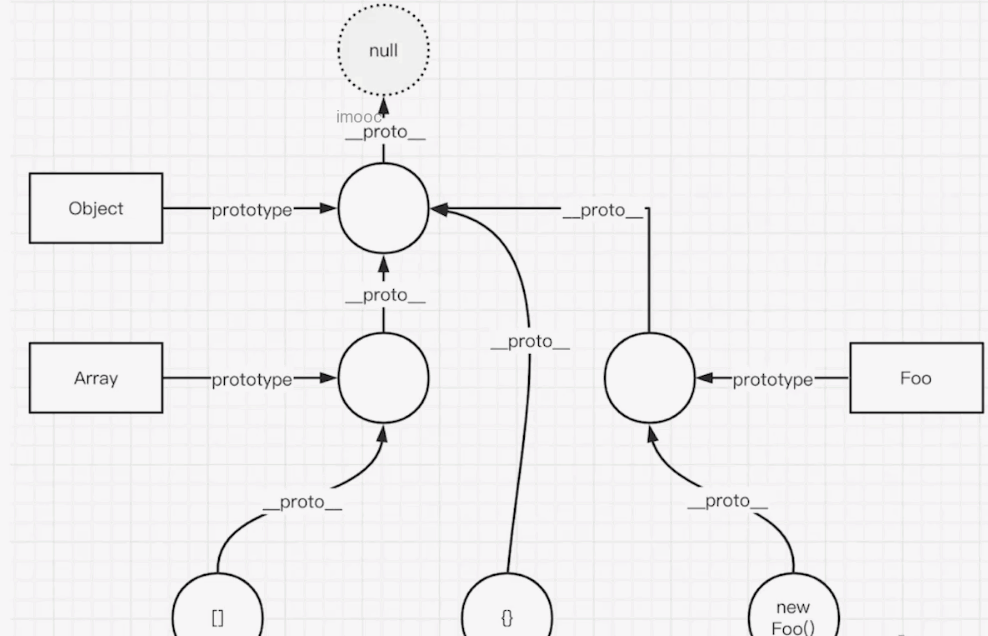 null
imooc
__proto__
Object
prototype
__proto__
__proto__
__proto__
Array
prototype
prototype
Foo
__proto__
__proto__
[]
{}
new
Foo()